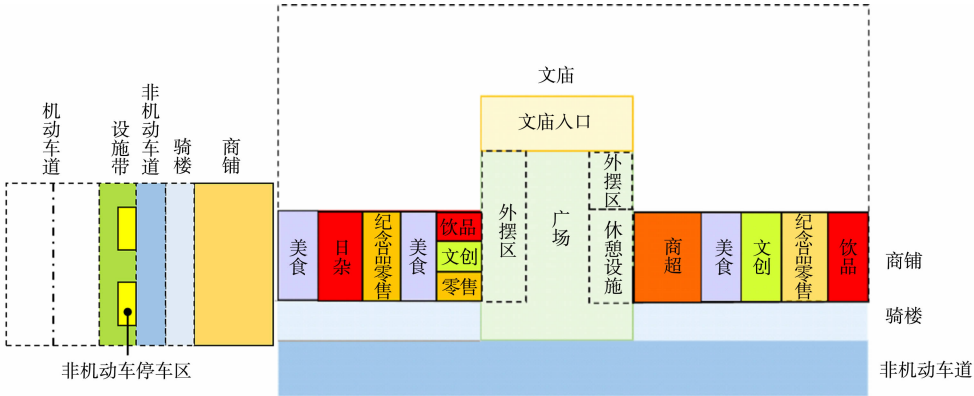 文庙
文庙入口
机动车道
设施带
非机动车道
骑楼
商铺
非机动车停车区
美食
日杂
纪念品零售
美食
饮品
文创
零售
外摆区
广场
外摆区
休憩设施
商超
美食
文创
纪念品零售
饮品
商铺
骑楼
非机动车道